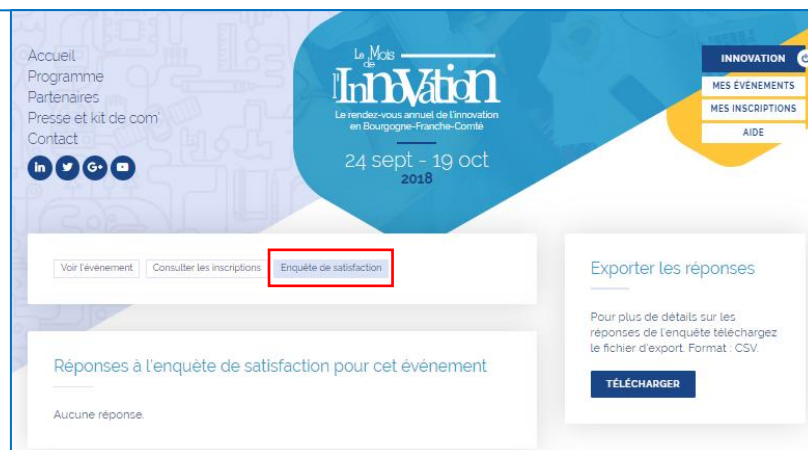 Accueil
Programme
Partenaires
Presse et kit de com'
Contact
in G+
Le Mois
de
l'InnoVation
Le rendez-vous annuel de l'innovation
en Bourgogne-Franche-Comté
24 sept - 19 oct
2018
INNOVATION
MES ÉVÉNEMENTS
MES INSCRIPTIONS
AIDE
Voir l'événement Consulter les inscriptions Enquête de satisfaction
Réponses à l'enquête de satisfaction pour cet événement
Aucune réponse.
Exporter les réponses
Pour plus de détails sur les
réponses de l'enquête téléchargez
le fichier d'export. Format : CSV.
TÉLÉCHARGER